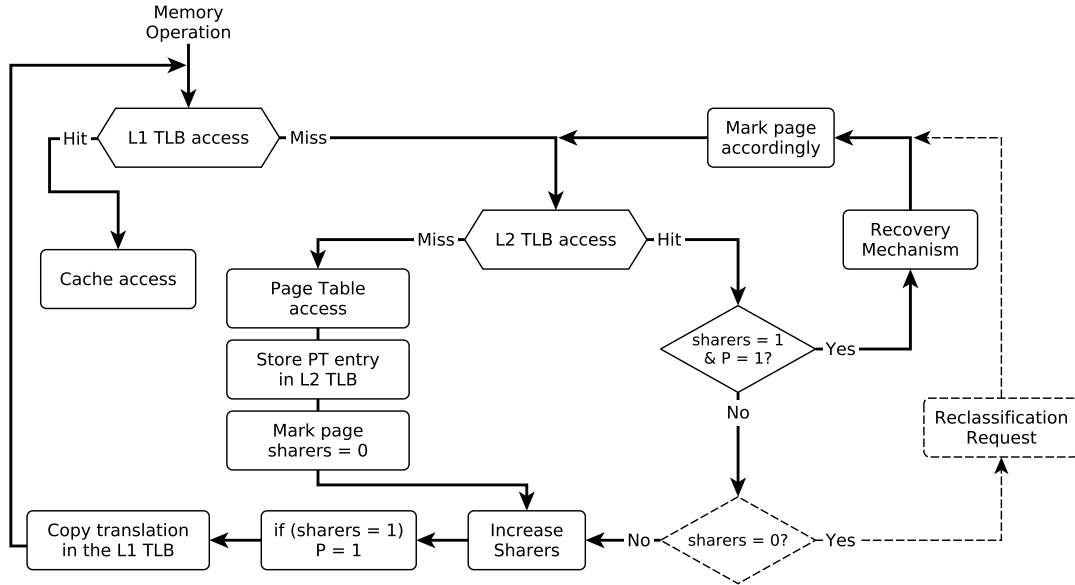 Memory
Operation
L1 TLB access
Hit
Miss
Mark page
accordingly
Cache access
L2 TLB access
Miss
Hit
Recovery
Mechanism
Page Table
access
Store PT entry
in L2 TLB
Mark page
sharers = 0
sharers = 1
& P = 1?
Yes
No
Reclassification
Request
Copy translation
in the L1 TLB
if (sharers = 1)
P = 1
Increase
Sharers
No
sharers = 0?
Yes